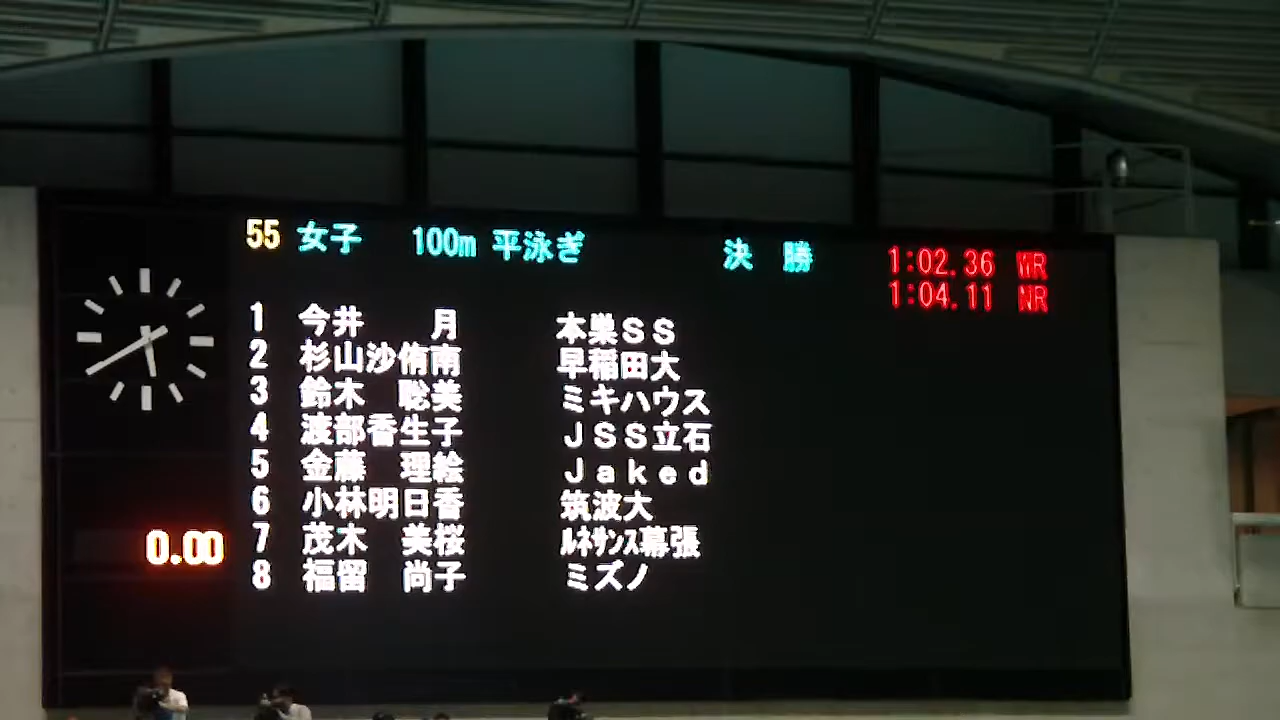 55 女子 100m 平泳ぎ 決 勝 1:02.36 WR
1:04.11 NR
1 今井 月 本巣SS
2 杉山沙侑南 早稲田大
3 鈴木 聡美 ミキハウス
4 渡部香生子 JSS立石
5 金藤 理絵 Jaked
6 小林明日香 筑波大
7 茂木 美桜 ﾙﾈｻﾝｽ幕張
8 福留 尚子 ミズノ
0.00